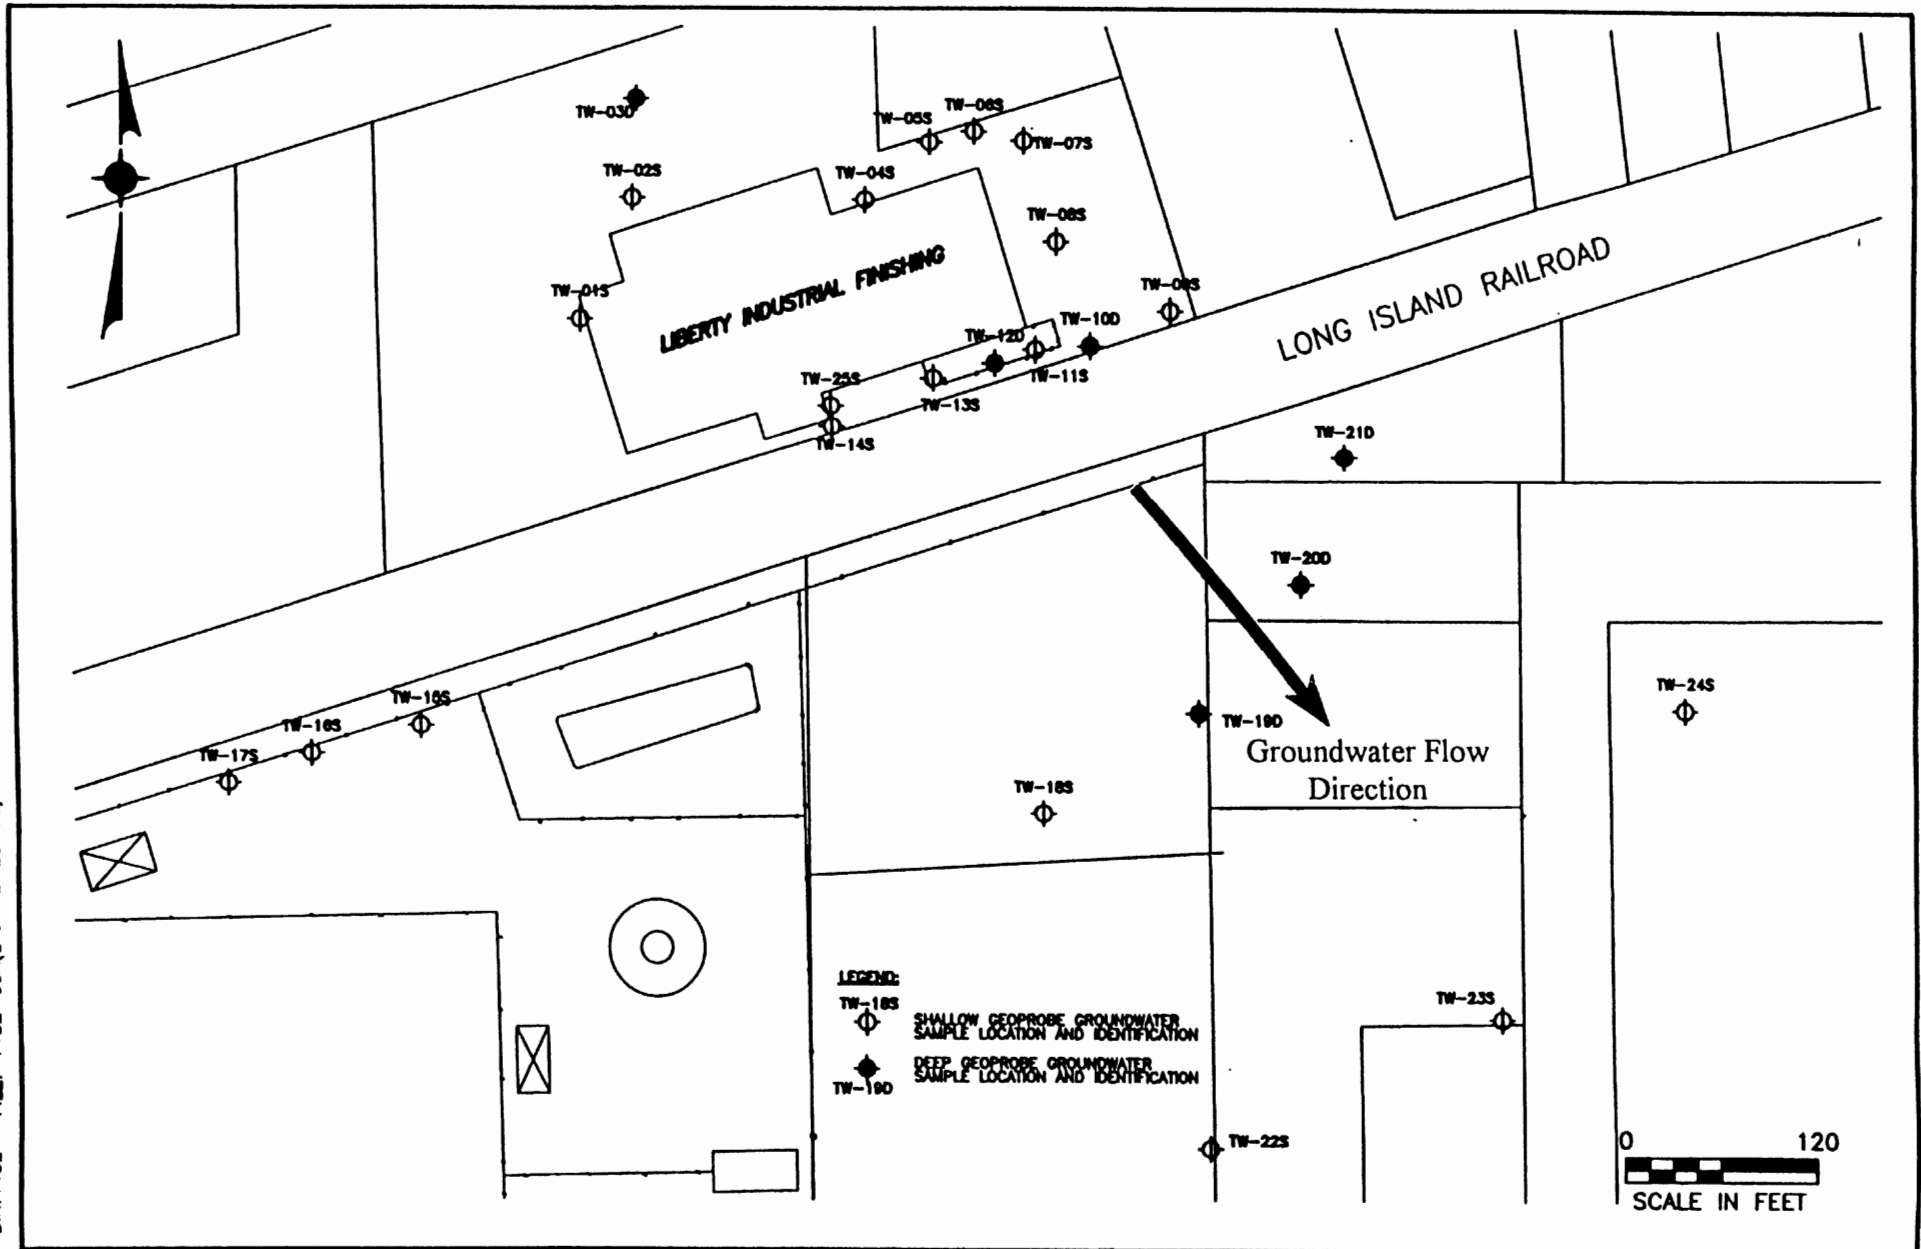 TW-03D
TW-06S
TW-05S
TW-07S
TW-02S
TW-04S
TW-08S
TW-01S
TW-09S
LIBERTY INDUSTRIAL FINISHING
LONG ISLAND RAILROAD
TW-10D
TW-12D
TW-11S
TW-25S
TW-13S
TW-14S
TW-21D
TW-20D
TW-24S
TW-15S
TW-16S
TW-17S
TW-19D
Groundwater Flow
Direction
TW-18S
LEGEND:
TW-18S
SHALLOW GEOPROBE GROUNDWATER
SAMPLE LOCATION AND IDENTIFICATION
DEEP GEOPROBE GROUNDWATER
SAMPLE LOCATION AND IDENTIFICATION
TW-19D
TW-23S
TW-22S
0 120
SCALE IN FEET